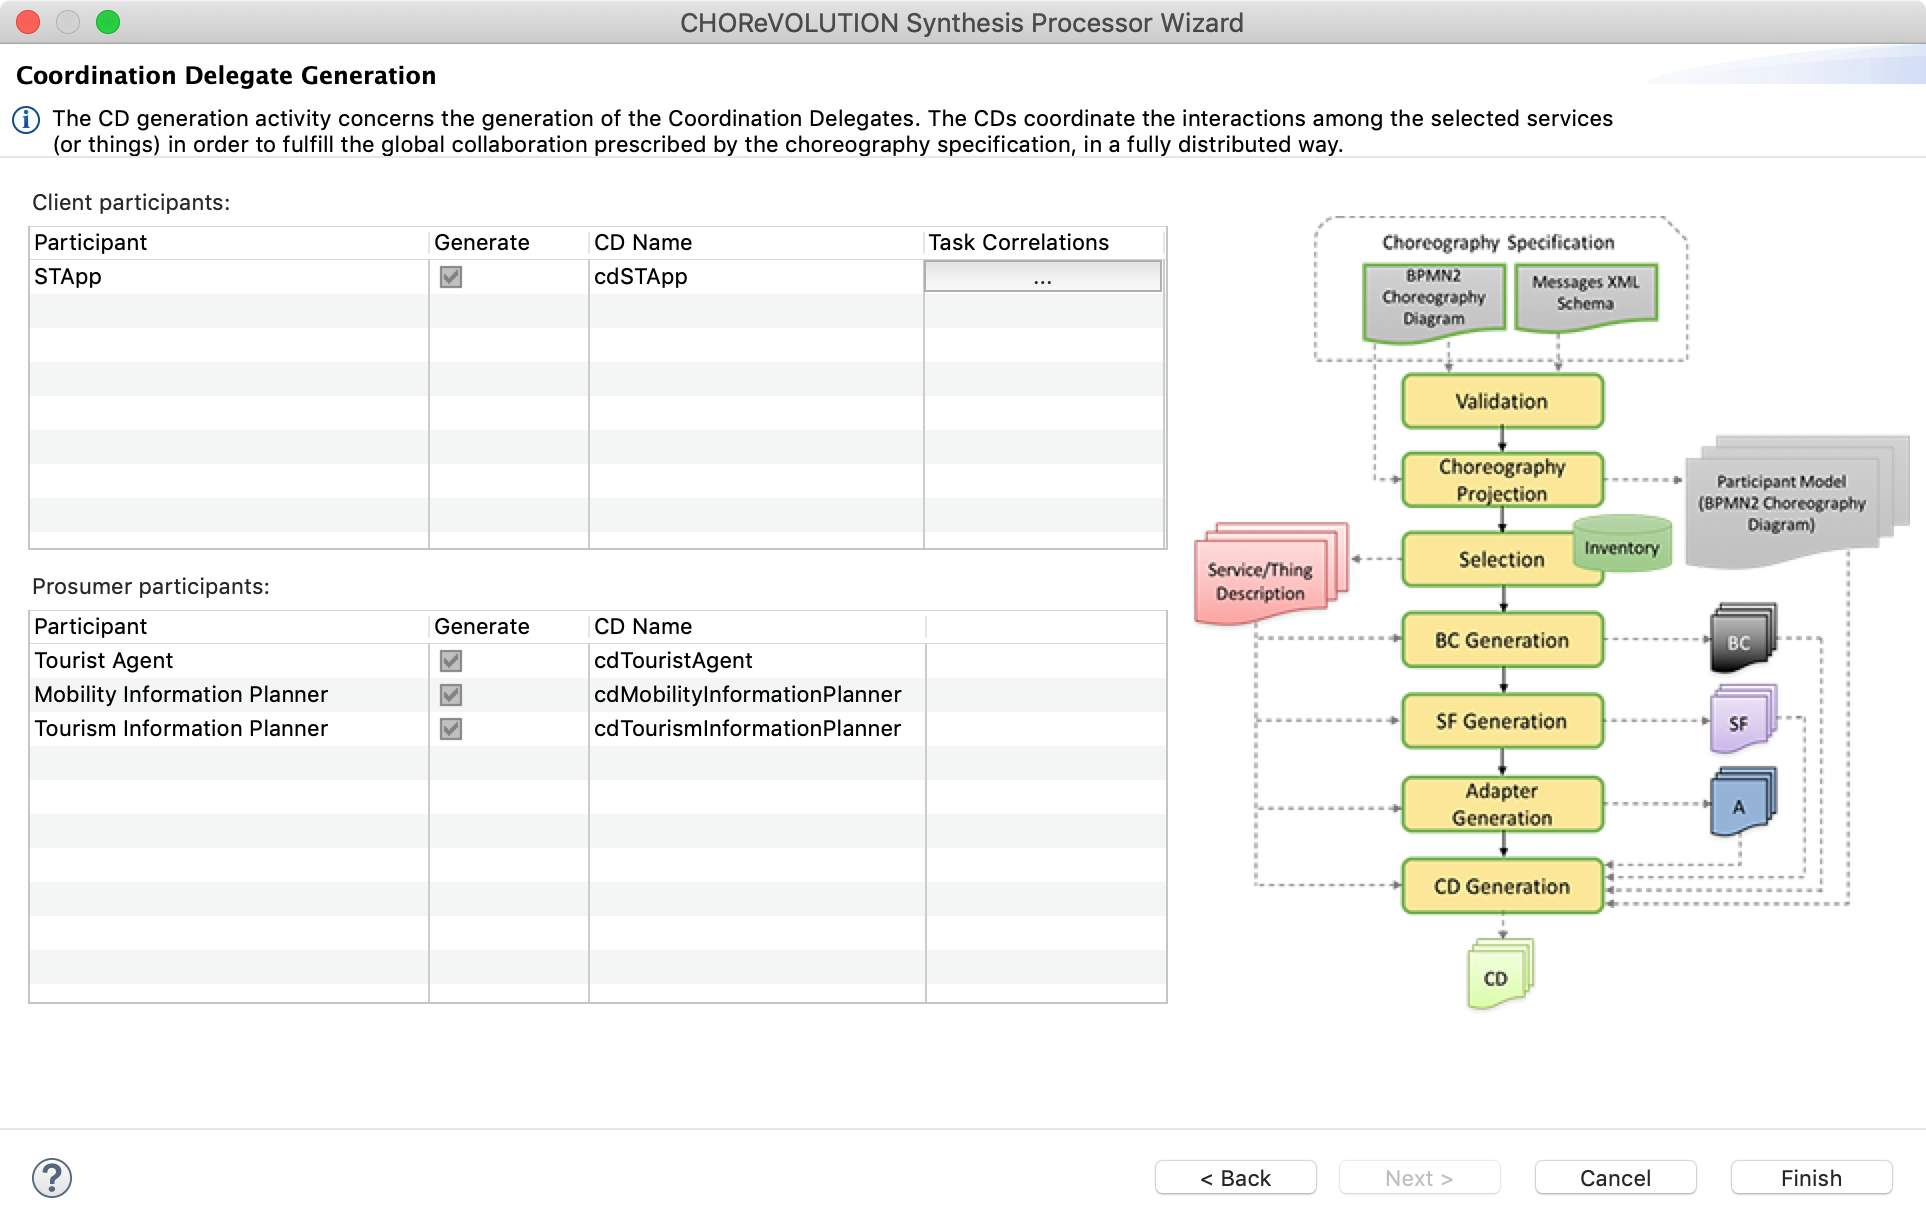 CHOReVOLUTION Synthesis Processor Wizard
Coordination Delegate Generation
The CD generation activity concerns the generation of the Coordination Delegates. The CDs coordinate the interactions among the selected services
(or things) in order to fulfill the global collaboration prescribed by the choreography specification, in a fully distributed way.
Client participants:
Participant Generate CD Name Task Correlations
STApp cdSTApp ...
Prosumer participants:
Participant Generate CD Name
Tourist Agent cdTouristAgent
Mobility Information Planner cdMobilityInformationPlanner
Tourism Information Planner cdTourismInformationPlanner
Choreography Specification
BPMN2
Choreography
Diagram
Messages XML
Schema
Validation
Choreography
Projection
Participant Model
(BPMN2 Choreography
Diagram)
Selection
Inventory
Service/Thing
Description
BC Generation
BC
SF Generation
SF
Adapter
Generation
A
CD Generation
CD
?
< Back
Next >
Cancel
Finish